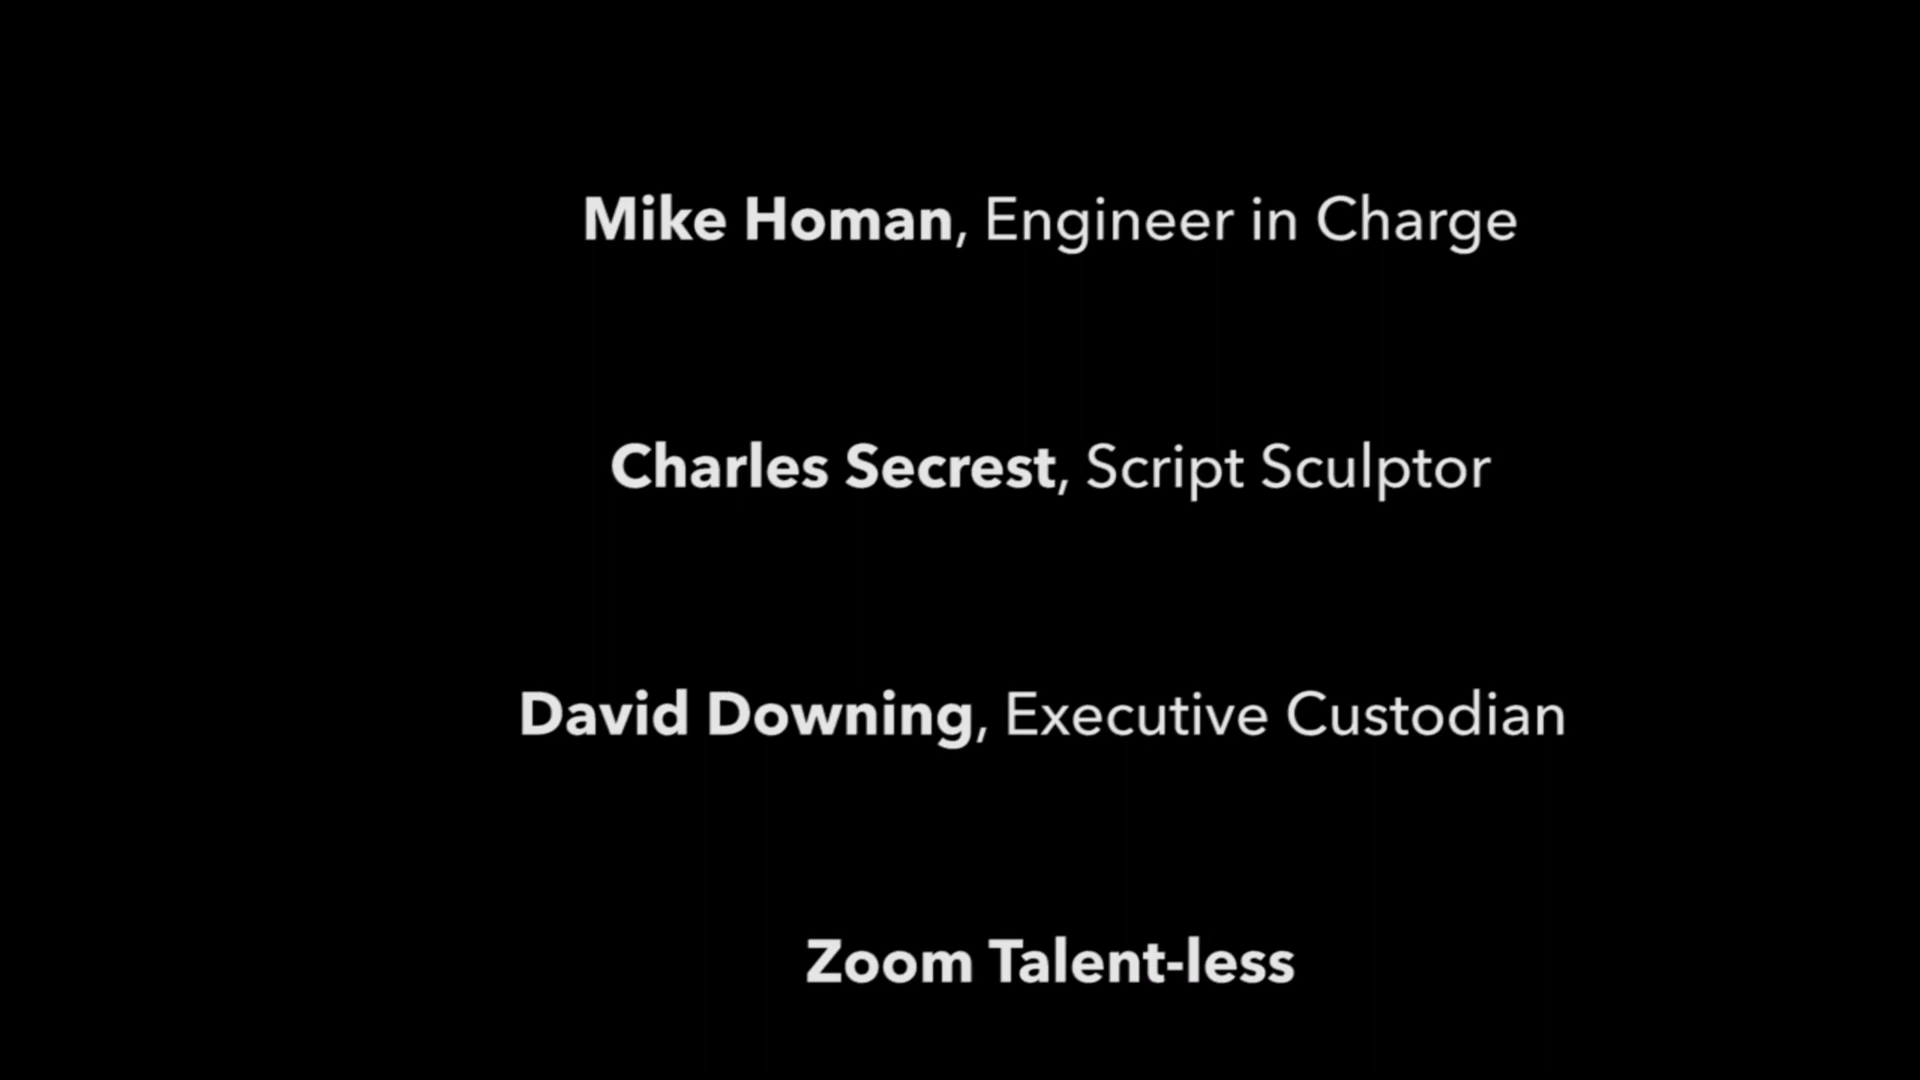 Mike Homan, Engineer in Charge
Charles Secrest, Script Sculptor
David Downing, Executive Custodian
Zoom Talent-less